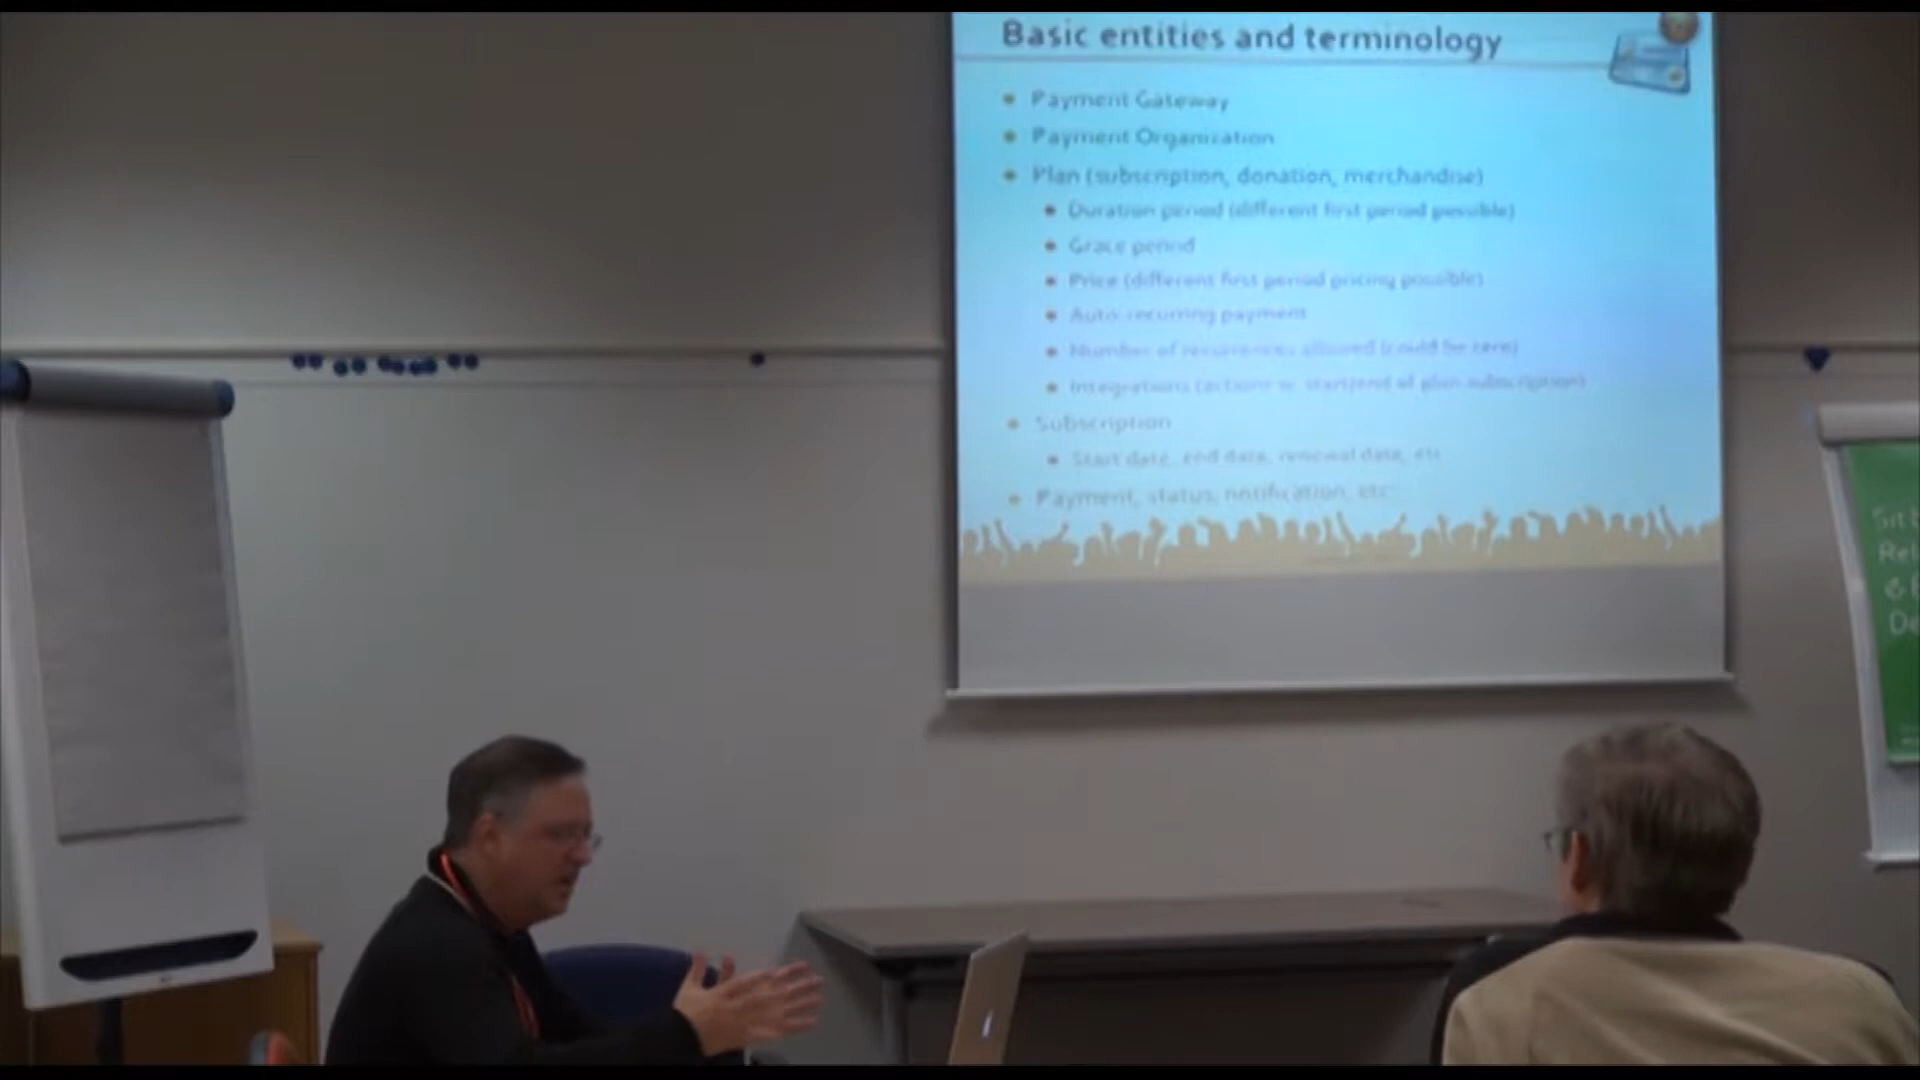 Basic entities and terminology
Payment Gateway
Payment Organization
Plan (subscription, donation, merchandise)
Duration period (different first period possible)
Grace period
Price (different first period pricing possible)
Auto-recurring payment
Number of recurrences allowed (could be zero)
Integrations (actions at start/end of plan subscription)
Subscription
Start date, end date, renewal date, etc
Payment, status, notification, etc